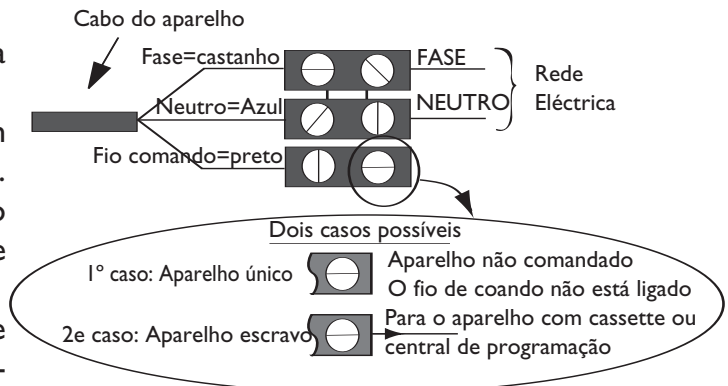 Cabo do aparelho
Fase=castanho FASE
Rede
Eléctrica
Neutro=Azul NEUTRO
Fio comando=preto
Dois casos possíveis
1º caso: Aparelho único Aparelho não comandado
O fio de coando não está ligado
2e caso: Aparelho escravo Para o aparelho com cassette ou
central de programação